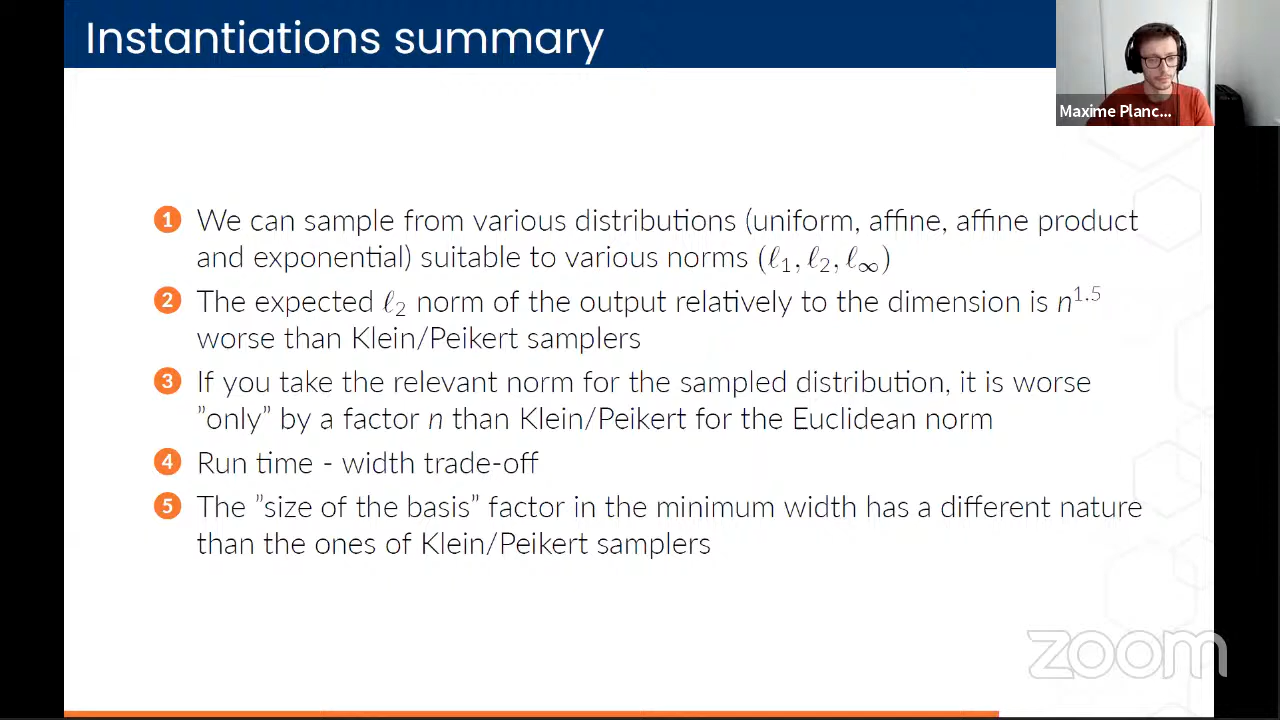 Instantiations summary
Maxime Planc...
1 We can sample from various distributions (uniform, affine, affine product
and exponential) suitable to various norms (ℓ₁, ℓ₂, ℓ∞)
2 The expected ℓ₂ norm of the output relatively to the dimension is n^1.5
worse than Klein/Peikert samplers
3 If you take the relevant norm for the sampled distribution, it is worse
”only” by a factor n than Klein/Peikert for the Euclidean norm
4 Run time - width trade-off
5 The ”size of the basis” factor in the minimum width has a different nature
than the ones of Klein/Peikert samplers
zoom